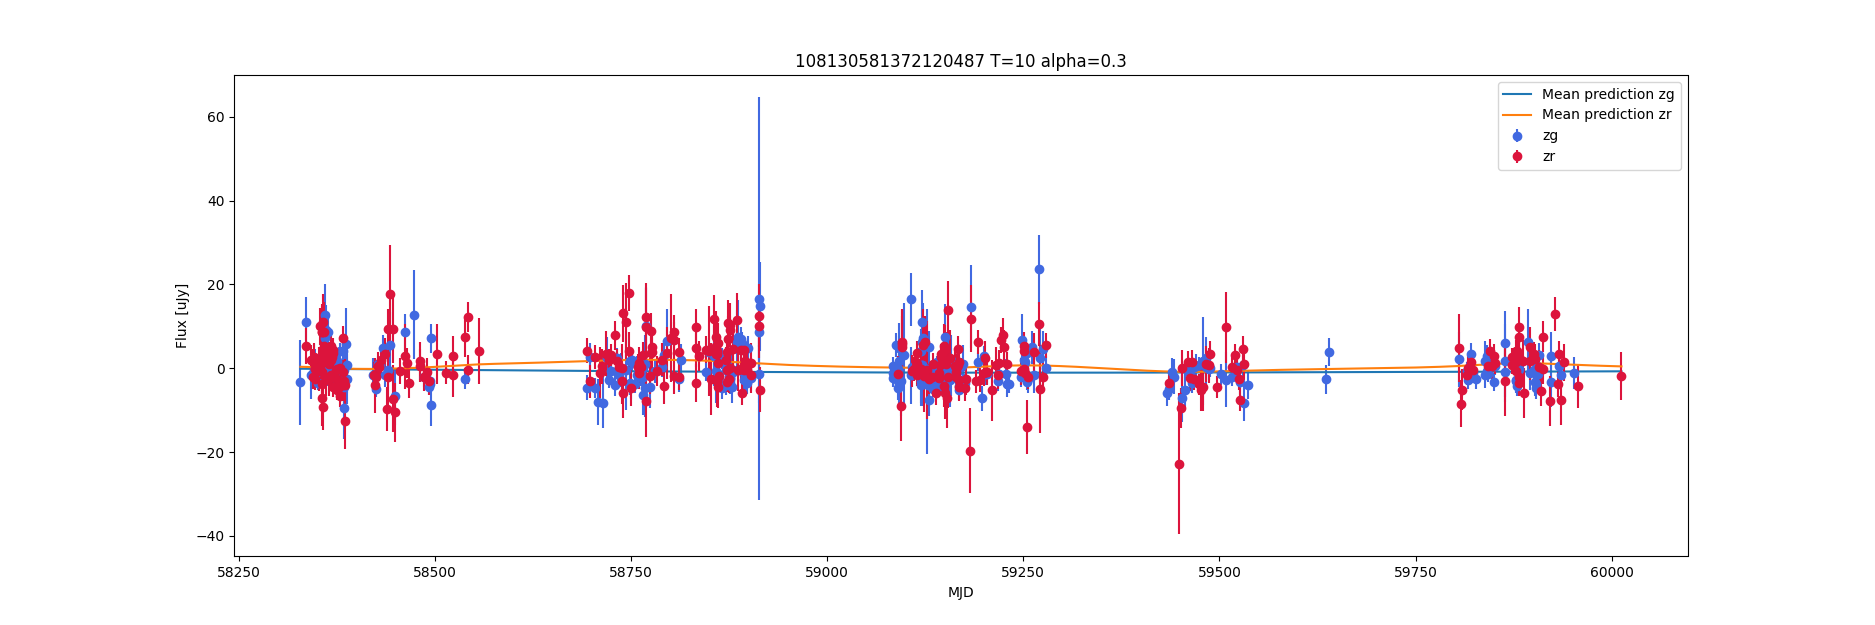 108130581372120487 T=10 alpha=0.3
Flux [uJy]
60
40
20
0
−20
−40
Mean prediction zg
Mean prediction zr
zg
zr
58250 58500 58750 59000 59250 59500 59750 60000
MJD